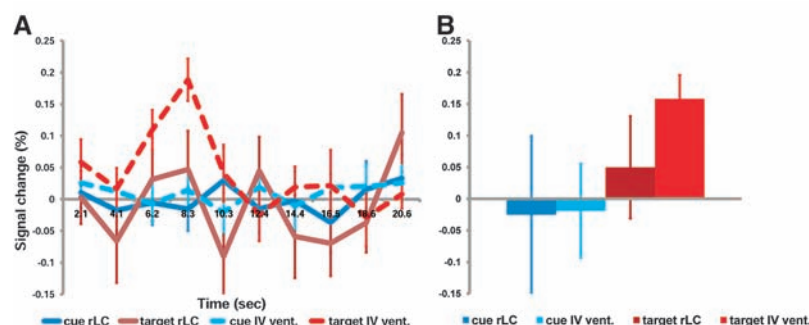 A
B
0.25
0.2
0.15
0.1
0.05
0
-0.05
-0.1
-0.15
Signal change (%)
2.1 4.1 6.2 8.3 10.3 12.4 14.4 16.5 18.6 20.6
Time (sec)
cue rLC target rLC cue IV vent. target IV vent.
0.25
0.2
0.15
0.1
0.05
0
-0.05
-0.1
-0.15
cue rLC cue IV vent. target rLC target IV vent.